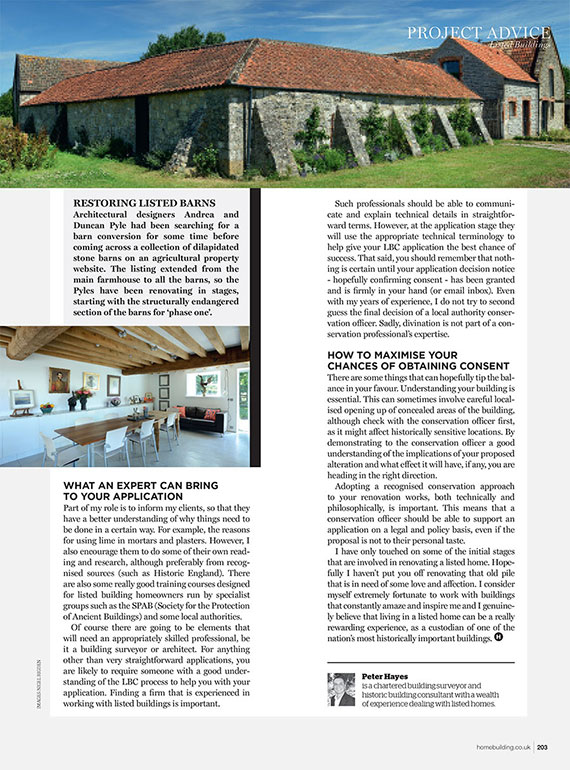 PROJECT ADVICE
Listed Buildings
RESTORING LISTED BARNS
Architectural designers Andrea and
Duncan Pyle had been searching for a
barn conversion for some time before
coming across a collection of dilapidated
stone barns on an agricultural property
website. The listing extended from the
main farmhouse to all the barns, so the
Pyles have been renovating in stages,
starting with the structurally endangered
section of the barns for ‘phase one’.
WHAT AN EXPERT CAN BRING
TO YOUR APPLICATION
Part of my role is to inform my clients, so that they
have a better understanding of why things need to
be done in a certain way. For example, the reasons
for using lime in mortars and plasters. However, I
also encourage them to do some of their own read-
ing and research, although preferably from recog-
nised sources (such as Historic England). There
are also some really good training courses designed
for listed building homeowners run by specialist
groups such as the SPAB (Society for the Protection
of Ancient Buildings) and some local authorities.
Of course there are going to be elements that
will need an appropriately skilled professional, be
it a building surveyor or architect. For anything
other than very straightforward applications, you
are likely to require someone with a good under-
standing of the LBC process to help you with your
application. Finding a firm that is experienced in
working with listed buildings is important.
Such professionals should be able to communi-
cate and explain technical details in straightfor-
ward terms. However, at the application stage they
will use the appropriate technical terminology to
help give your LBC application the best chance of
success. That said, you should remember that noth-
ing is certain until your application decision notice
- hopefully confirming consent - has been granted
and is firmly in your hand (or email inbox). Even
with my years of experience, I do not try to second
guess the final decision of a local authority conser-
vation officer. Sadly, divination is not part of a con-
servation professional’s expertise.
HOW TO MAXIMISE YOUR
CHANCES OF OBTAINING CONSENT
There are some things that can hopefully tip the bal-
ance in your favour. Understanding your building is
essential. This can sometimes involve careful local-
ised opening up of concealed areas of the building,
although check with the conservation officer first,
as it might affect historically sensitive locations. By
demonstrating to the conservation officer a good
understanding of the implications of your proposed
alteration and what effect it will have, if any, you are
heading in the right direction.
Adopting a recognised conservation approach
to your renovation works, both technically and
philosophically, is important. This means that a
conservation officer should be able to support an
application on a legal and policy basis, even if the
proposal is not to their personal taste.
I have only touched on some of the initial stages
that are involved in renovating a listed home. Hope-
fully I haven’t put you off renovating that old pile
that is in need of some love and affection. I consider
myself extremely fortunate to work with buildings
that constantly amaze and inspire me and I genuine-
ly believe that living in a listed home can be a really
rewarding experience, as a custodian of one of the
nation’s most historically important buildings. H
Peter Hayes
is a chartered building surveyor and
historic building consultant with a wealth
of experience dealing with listed homes.
homebuilding.co.uk 203